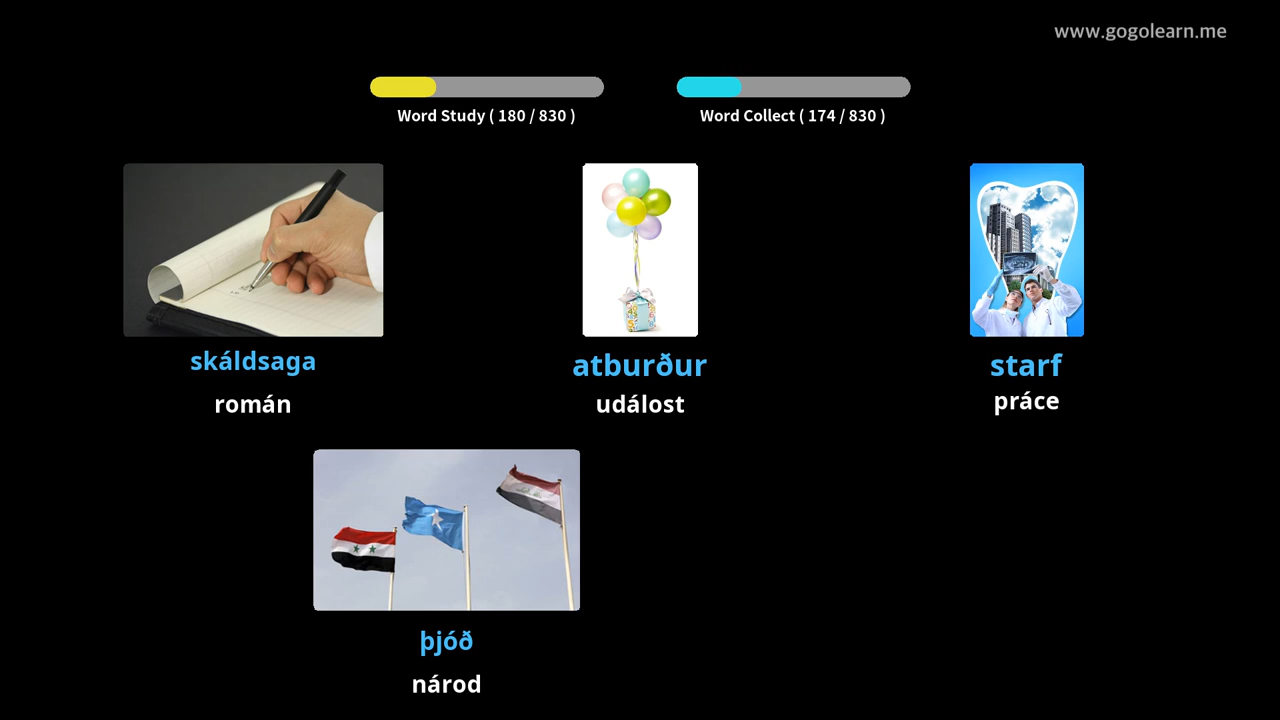 www.gogolearn.me
Word Study ( 180 / 830 )
Word Collect ( 174 / 830 )
skáldsaga
atburður
starf
román
událost
práce
þjóð
národ